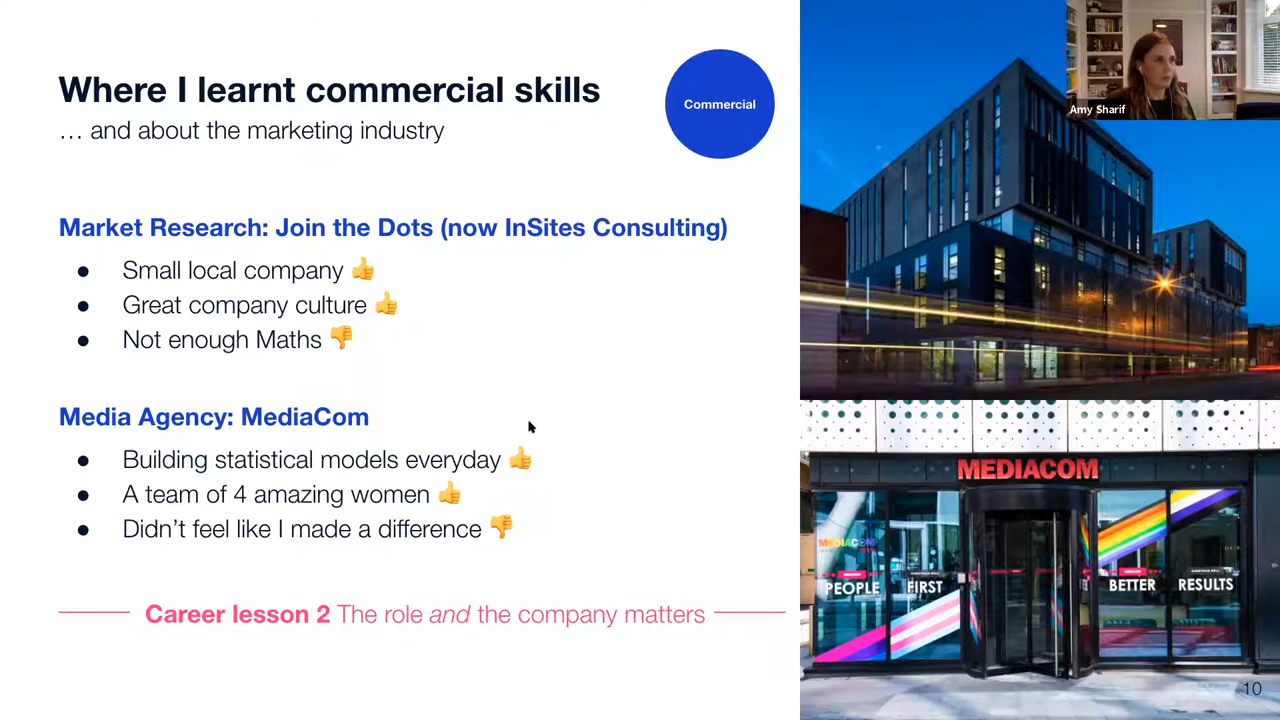 Where I learnt commercial skills
… and about the marketing industry
Commercial
Market Research: Join the Dots (now InSites Consulting)
● Small local company 👍
● Great company culture 👍
● Not enough Maths 👎
Media Agency: MediaCom
● Building statistical models everyday 👍
● A team of 4 amazing women 👍
● Didn’t feel like I made a difference 👎
Career lesson 2 The role and the company matters
Amy Sharif
MEDIACOM
MEDIACOM
PEOPLE FIRST BETTER RESULTS
10